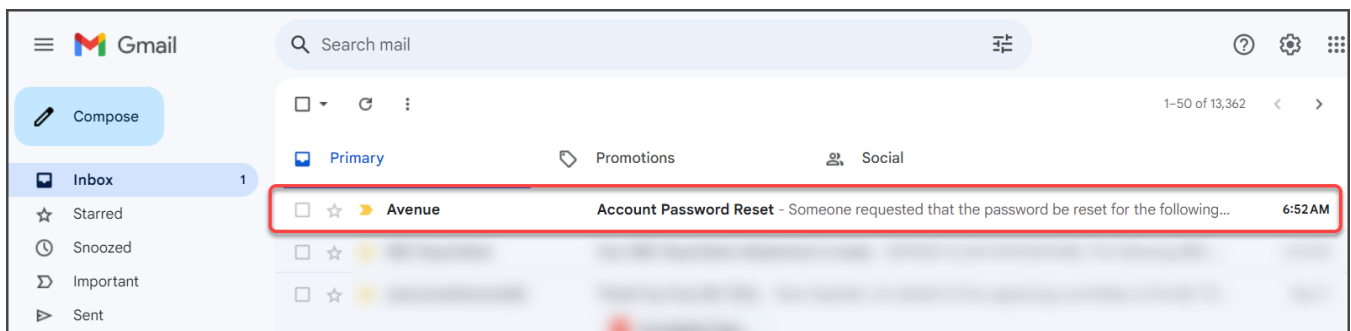 Gmail
Search mail
Compose
1–50 of 13,362
Primary
Promotions
Social
Inbox 1
Avenue Account Password Reset - Someone requested that the password be reset for the following... 6:52 AM
Starred
Snoozed
Important
Sent